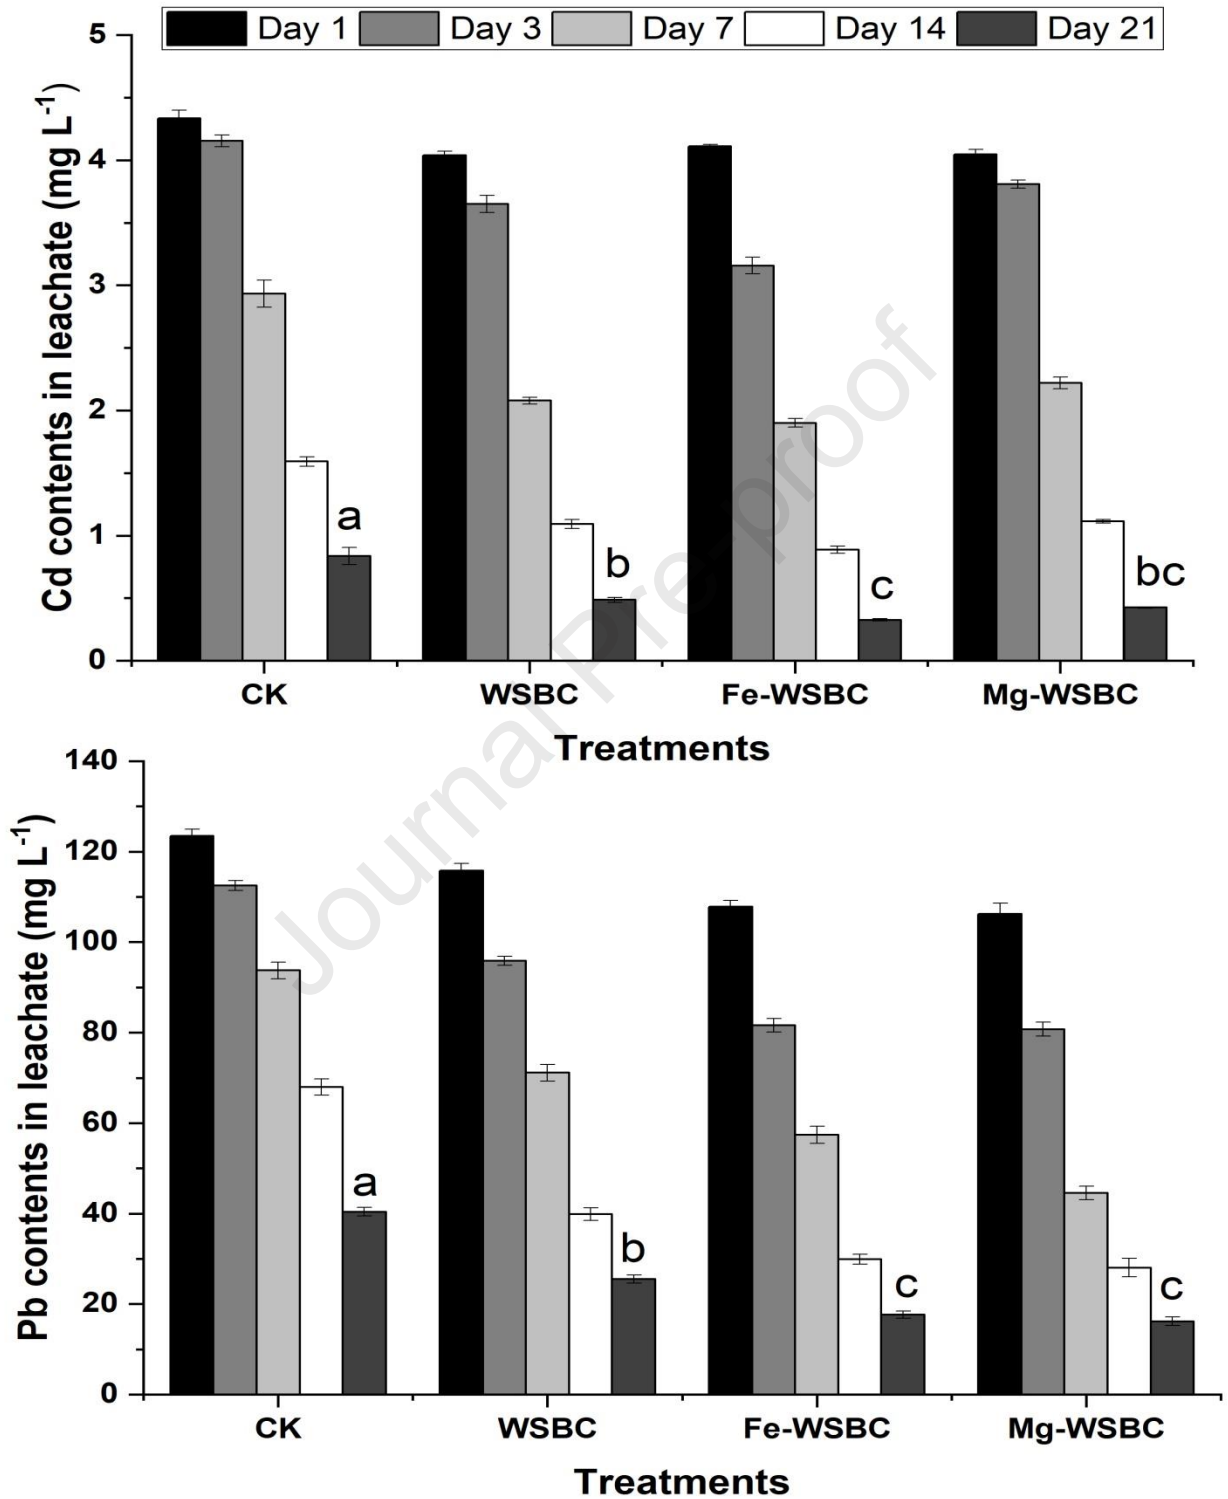 Day 1 Day 3 Day 7 Day 14 Day 21
Cd contents in leachate (mg L-1)
5
4
3
2
1
0
a
b
c
bc
CK WSBC Fe-WSBC Mg-WSBC
Treatments
Journal Pre-proof
Pb contents in leachate (mg L-1)
140
120
100
80
60
40
20
0
a
b
c
c
CK WSBC Fe-WSBC Mg-WSBC
Treatments